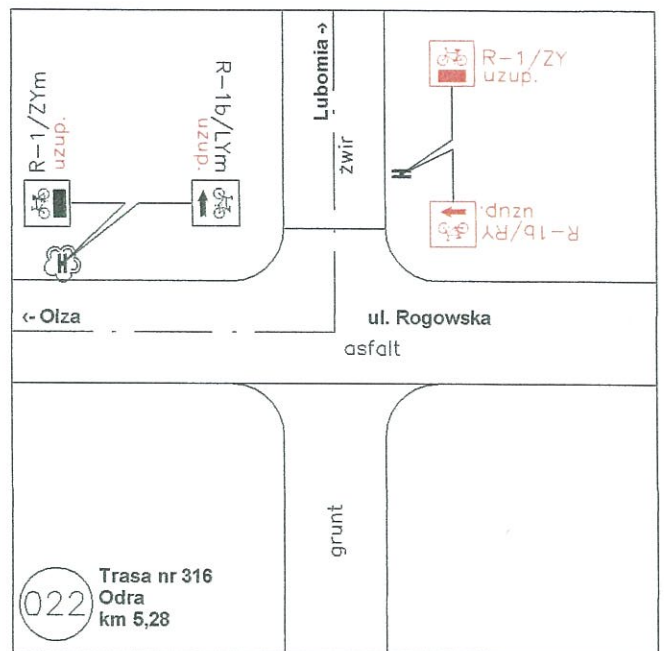 R-1/ZYm
uzup.
R-1b/LYm
uzup.
Lubomia ->
żwir
R-1/ZY
uzup.
H
R-1b/RY
uzup.
H
<- Olza
ul. Rogowska
asfalt
grunt
022
Trasa nr 316
Odra
km 5,28